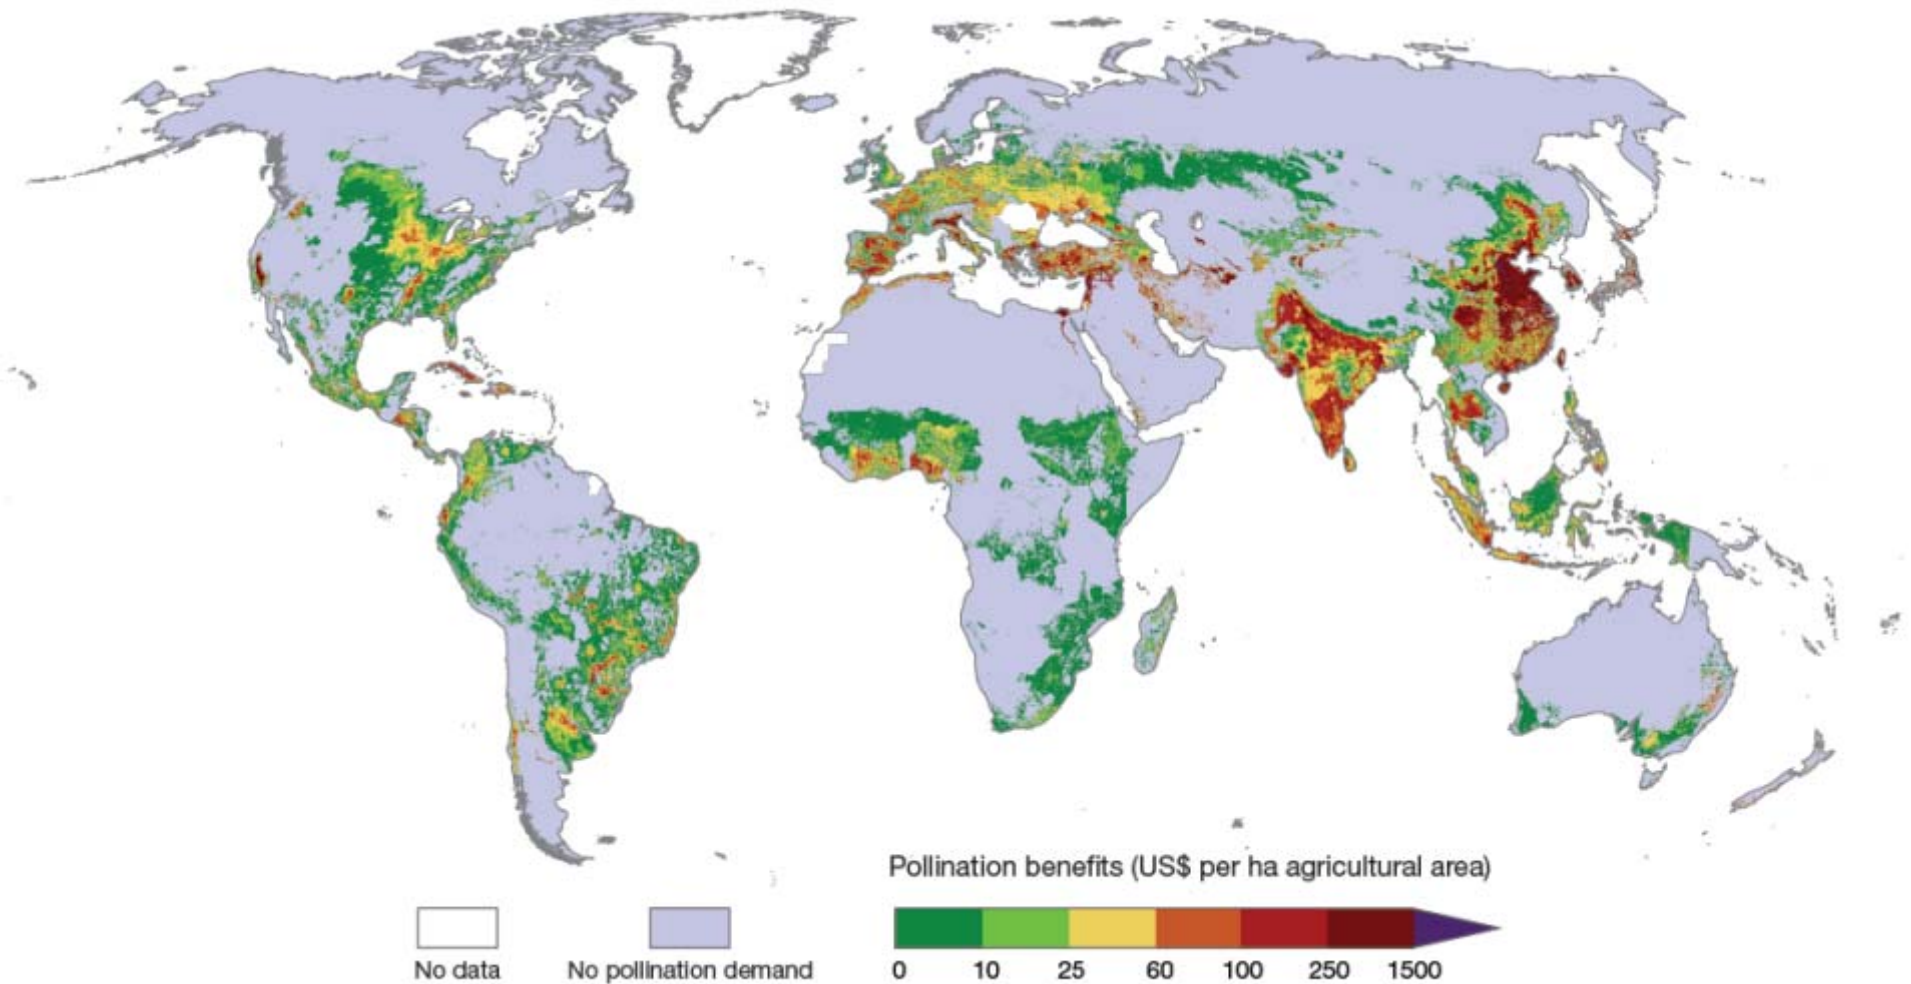 Pollination benefits (US$ per ha agricultural area)
No data
No pollination demand
0 10 25 60 100 250 1500